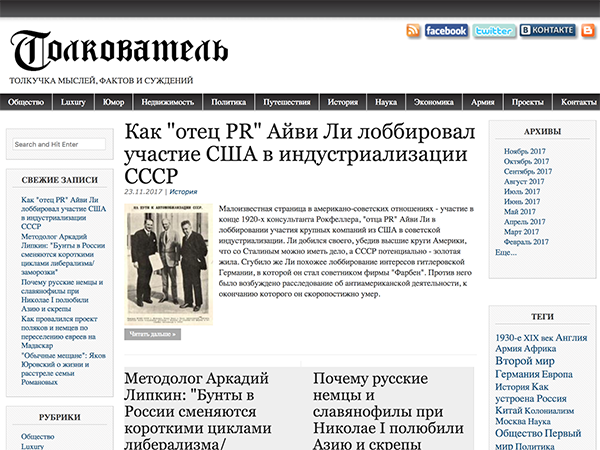 Толкователь
ТОЛКУЧКА МЫСЛЕЙ, ФАКТОВ И СУЖДЕНИЙ
facebook
twitter
В КОНТАКТЕ
Общество
Luxury
Юмор
Недвижимость
Политика
Путешествия
История
Наука
Экономика
Армия
Проекты
Контакты
Search and Hit Enter
СВЕЖИЕ ЗАПИСИ
Как "отец PR" Айви Ли
лоббировал участие США
в индустриализации
СССР
Методолог Аркадий
Липкин: "Бунты в России
сменяются короткими
циклами либерализма/
заморозки"
Почему русские немцы и
славянофилы при
Николае I полюбили
Азию и скрепы
Как провалился проект
поляков и немцев по
переселению евреев на
Мадаскар
"Обычные мещане": Яков
Юровский о жизни и
расстреле семьи
Романовых
РУБРИКИ
Общество
Luxury
Как "отец PR" Айви Ли лоббировал
участие США в индустриализации
СССР
23.11.2017 | История
НА ПУТИ К АВТОМОБИЛИЗАЦИИ СССР
Малоизвестная страница в американо-советских отношениях - участие в
конце 1920-х консультанта Рокфеллера, "отца PR" Айви Ли в
лоббировании участия крупных компаний из США в советской
индустриализации. Ли добился своего, убедив высшие круги Америки,
что со Сталиным можно иметь дело, а СССР потенциально - золотая
жила. Сгубило же Ли похожее лоббирование интересов гитлеровской
Германии, в которой он стал советником фирмы "Фарбен". Против него
было возбуждено расследование об антиамериканской деятельности, к
окончанию которого он скоропостижно умер.
Читать дальше »
Методолог Аркадий
Липкин: "Бунты в
России сменяются
короткими циклами
либерализма/
Почему русские
немцы и
славянофилы при
Николае I полюбили
Азию и скрепы
АРХИВЫ
Ноябрь 2017
Октябрь 2017
Сентябрь 2017
Август 2017
Июль 2017
Июнь 2017
Май 2017
Апрель 2017
Март 2017
Февраль 2017
Еще...
ТЕГИ
1930-е XIX век Англия
Армия Африка
Второй мир
Германия Европа
История Как
устроена Россия
Китай Колониализм
Москва Наука
Общество Первый
мир Политика